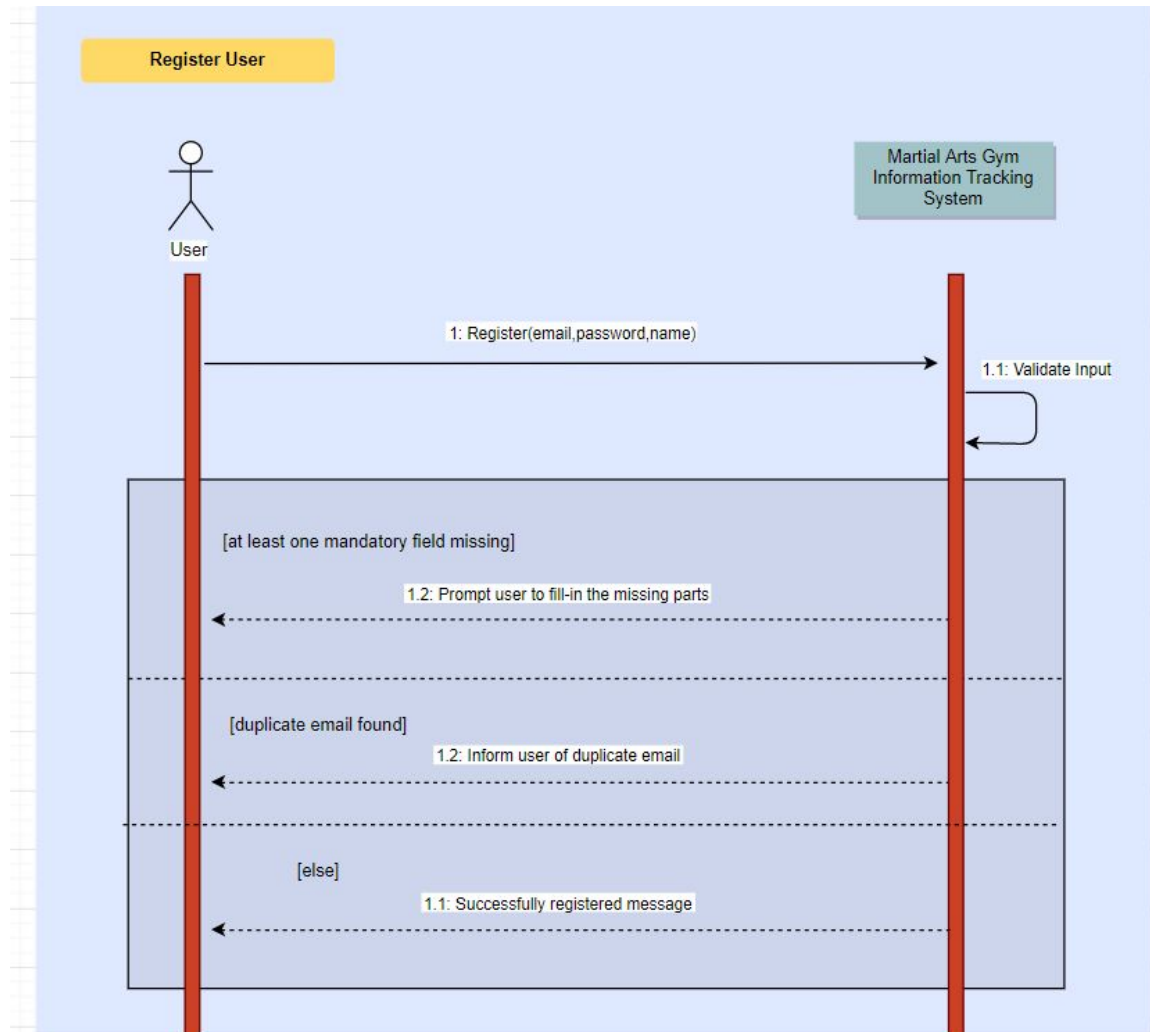 Register User
Martial Arts Gym
Information Tracking
System
User
1: Register(email,password,name)
1.1: Validate Input
[at least one mandatory field missing]
1.2: Prompt user to fill-in the missing parts
[duplicate email found]
1.2: Inform user of duplicate email
[else]
1.1: Successfully registered message